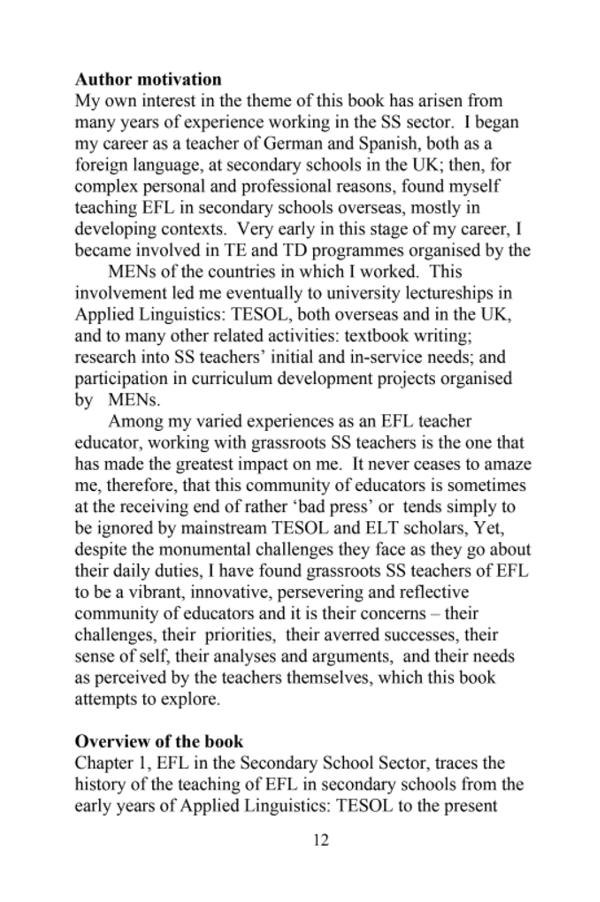 Author motivation
My own interest in the theme of this book has arisen from
many years of experience working in the SS sector.  I began
my career as a teacher of German and Spanish, both as a
foreign language, at secondary schools in the UK; then, for
complex personal and professional reasons, found myself
teaching EFL in secondary schools overseas, mostly in
developing contexts.  Very early in this stage of my career, I
became involved in TE and TD programmes organised by the
MENs of the countries in which I worked.  This
involvement led me eventually to university lectureships in
Applied Linguistics: TESOL, both overseas and in the UK,
and to many other related activities: textbook writing;
research into SS teachers’ initial and in-service needs; and
participation in curriculum development projects organised
by   MENs.
Among my varied experiences as an EFL teacher
educator, working with grassroots SS teachers is the one that
has made the greatest impact on me.  It never ceases to amaze
me, therefore, that this community of educators is sometimes
at the receiving end of rather ‘bad press’ or  tends simply to
be ignored by mainstream TESOL and ELT scholars, Yet,
despite the monumental challenges they face as they go about
their daily duties, I have found grassroots SS teachers of EFL
to be a vibrant, innovative, persevering and reflective
community of educators and it is their concerns – their
challenges, their  priorities,  their averred successes, their
sense of self, their analyses and arguments,  and their needs
as perceived by the teachers themselves, which this book
attempts to explore.
Overview of the book
Chapter 1, EFL in the Secondary School Sector, traces the
history of the teaching of EFL in secondary schools from the
early years of Applied Linguistics: TESOL to the present
12